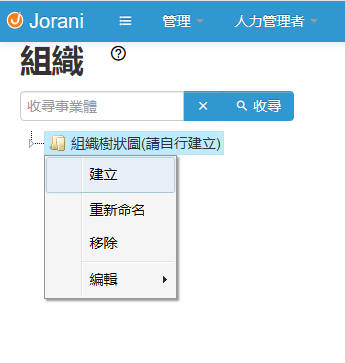 Jorani
管理
人力管理者
組織
收尋事業體
收尋
組織樹狀圖(請自行建立)
建立
重新命名
移除
編輯